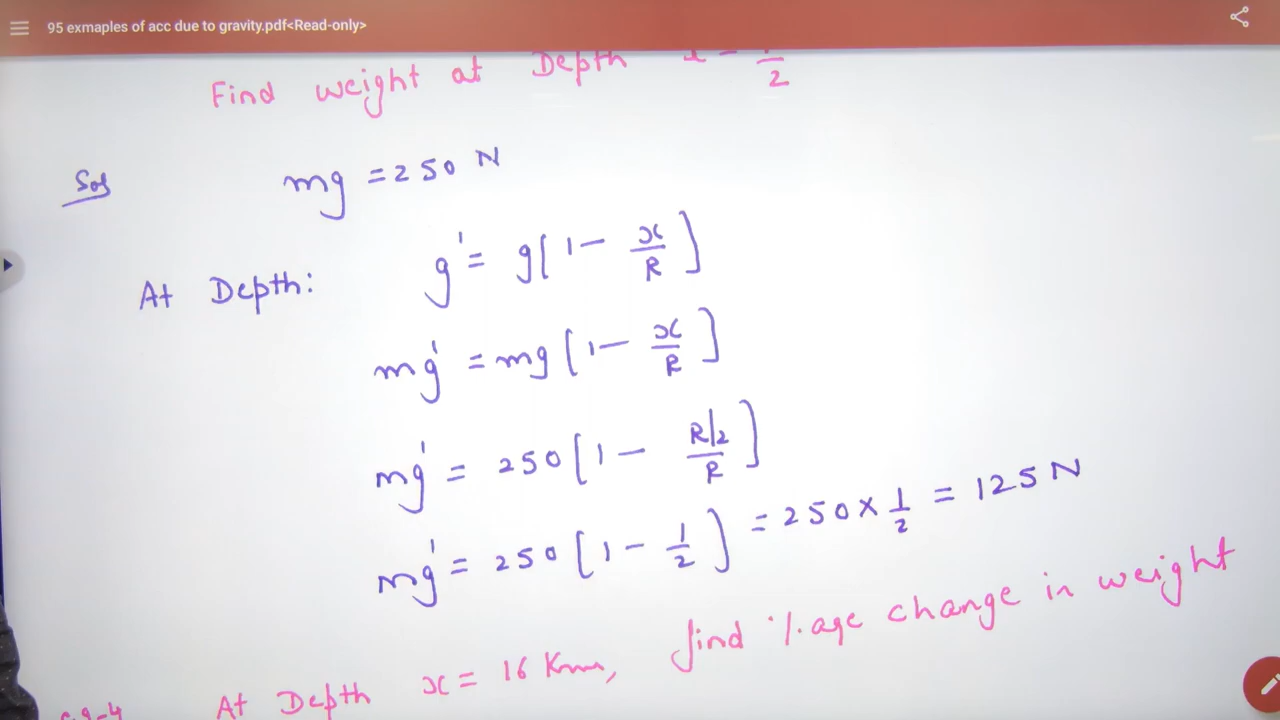 95 exmaples of acc due to gravity.pdf<Read-only>
Find weight at Depth x = R/2
Sol mg = 250 N
At Depth: g' = g[1 - x/R]
mg' = mg[1 - x/R]
mg' = 250[1 - R/2/R]
mg' = 250[1 - 1/2] = 250 × 1/2 = 125 N
e.g-4 At Depth x = 16 Km, find %age change in weight